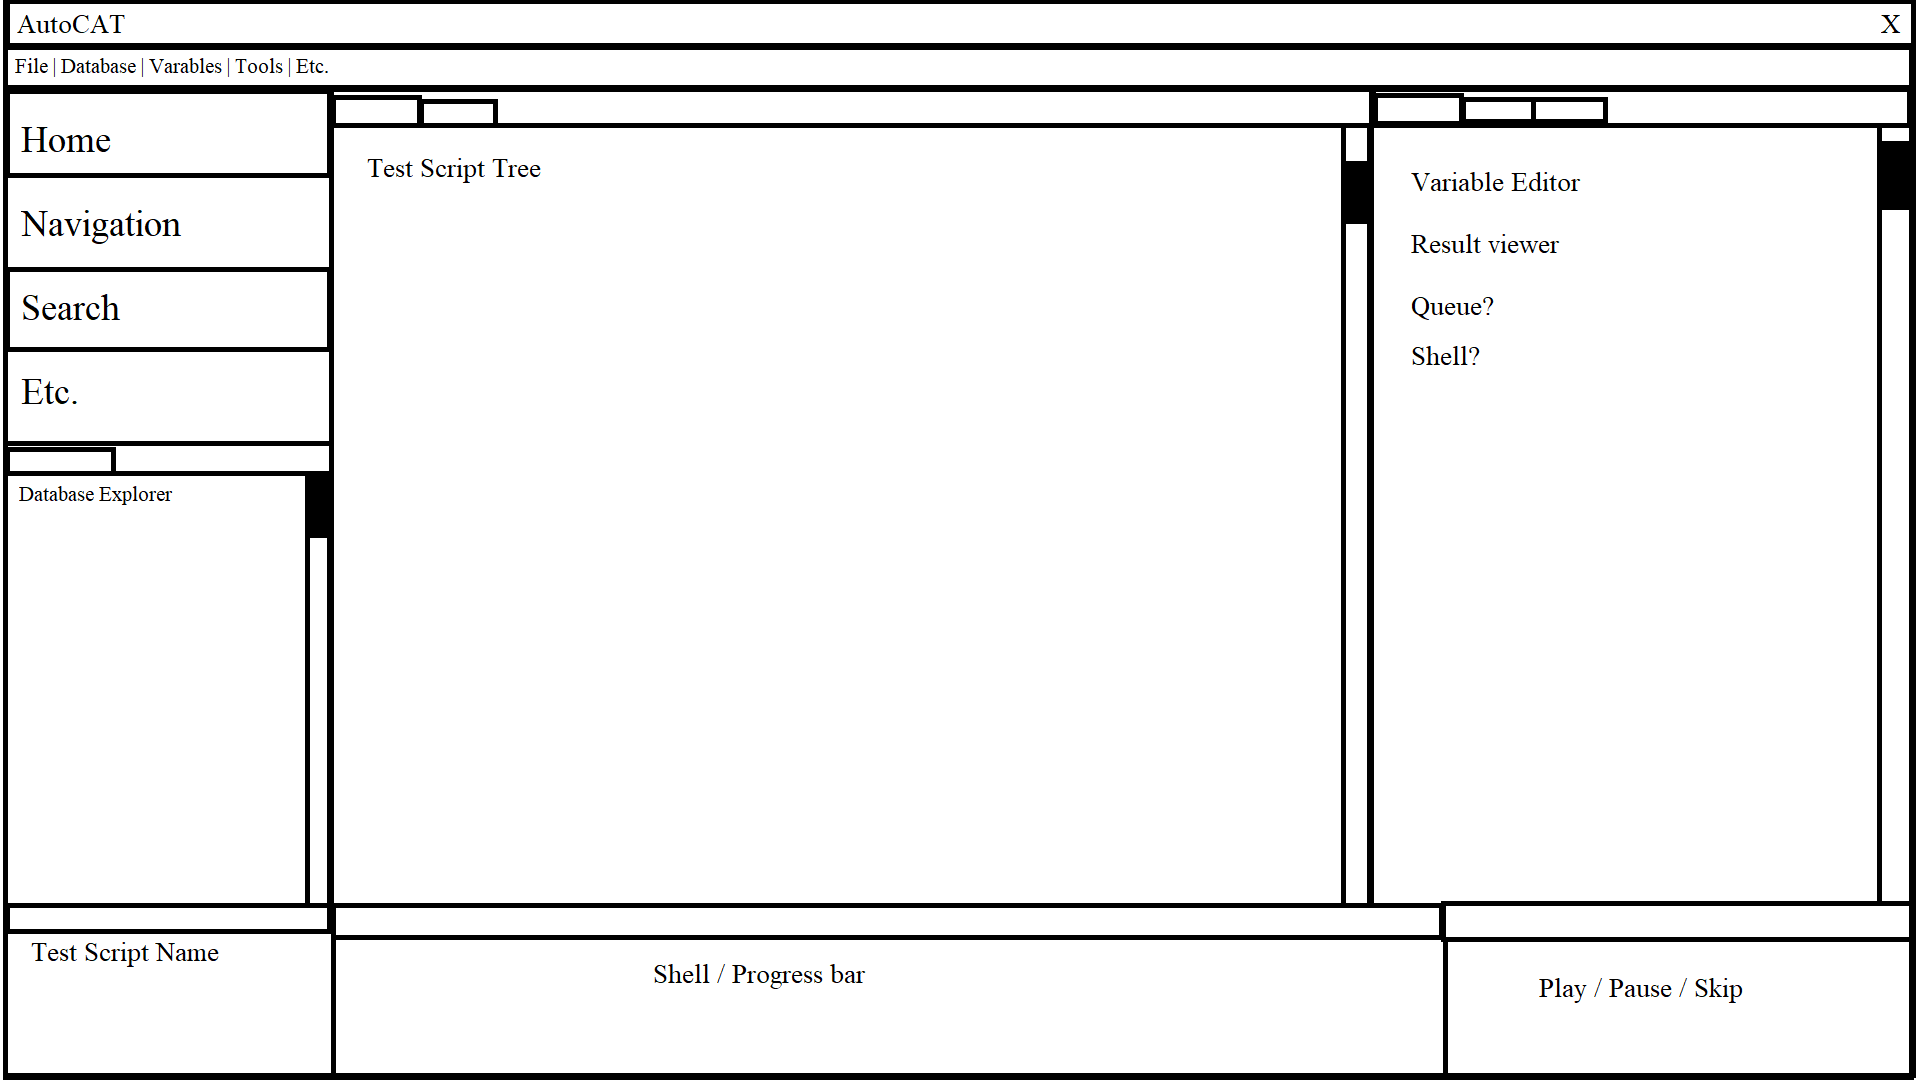 AutoCAT
X
File | Database | Varables | Tools | Etc.
Home
Navigation
Search
Etc.
Database Explorer
Test Script Tree
Variable Editor
Result viewer
Queue?
Shell?
Test Script Name
Shell / Progress bar
Play / Pause / Skip